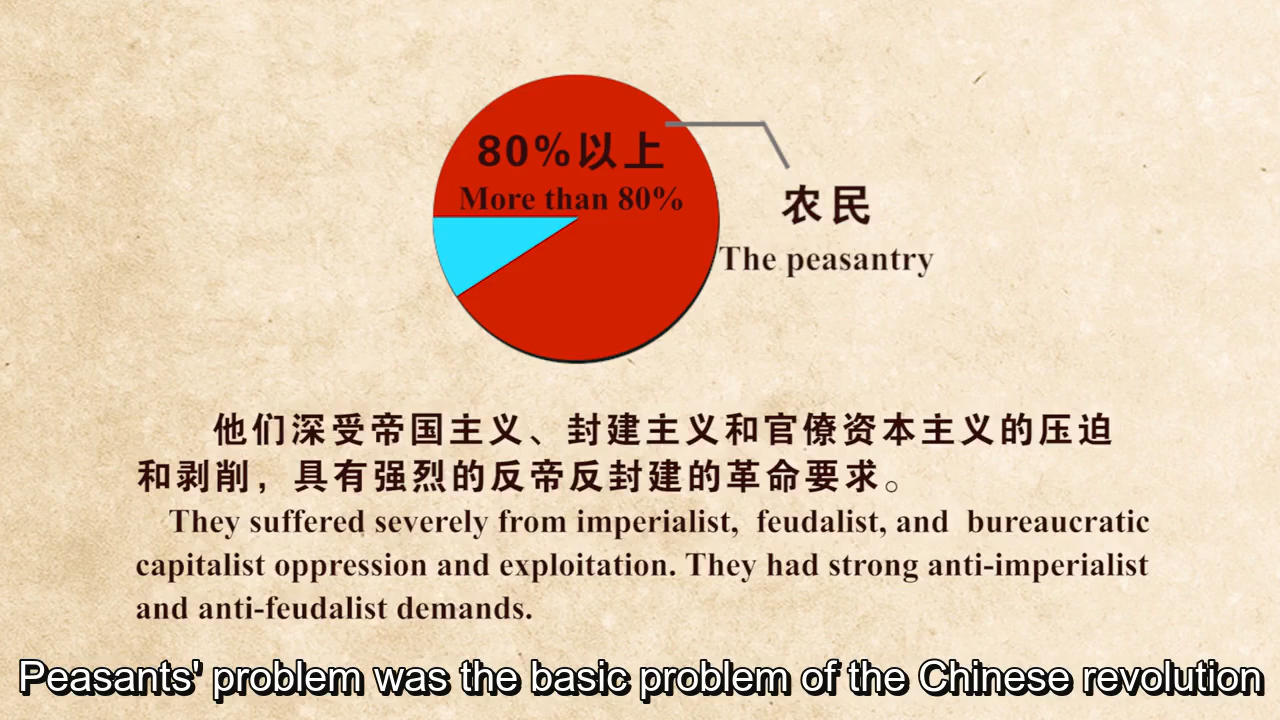 80%以上
More than 80%
农民
The peasantry
他们深受帝国主义、封建主义和官僚资本主义的压迫
和剥削，具有强烈的反帝反封建的革命要求。
They suffered severely from imperialist, feudalist, and bureaucratic
capitalist oppression and exploitation. They had strong anti-imperialist
and anti-feudalist demands.
Peasants' problem was the basic problem of the Chinese revolution